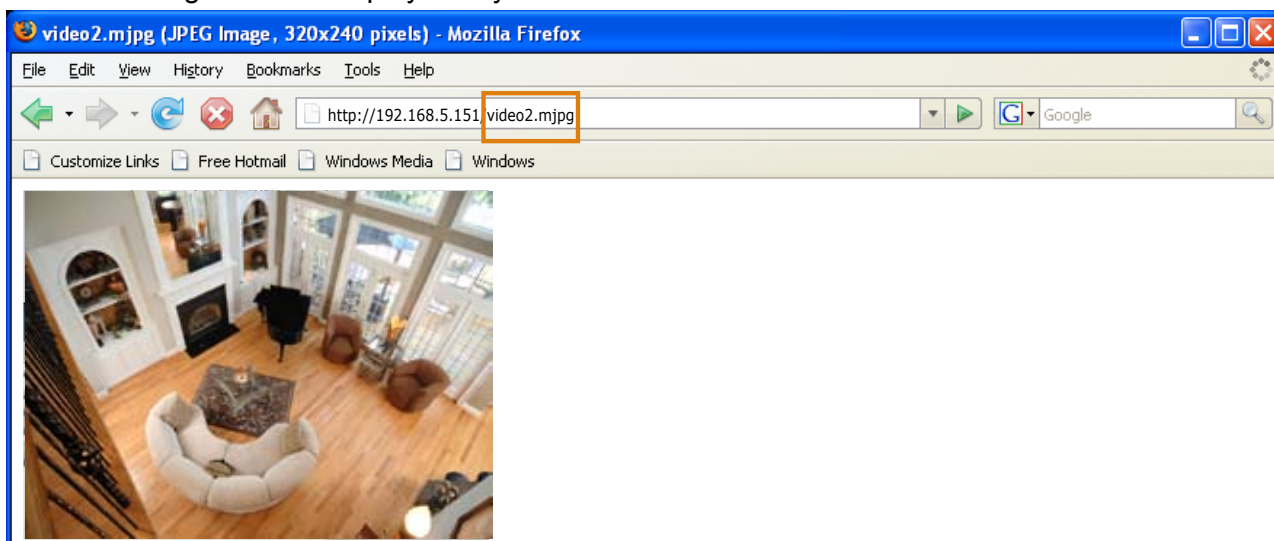 video2.mjpg (JPEG Image, 320x240 pixels) - Mozilla Firefox
File Edit View History Bookmarks Tools Help
http://192.168.5.151/video2.mjpg
G Google
Customize Links Free Hotmail Windows Media Windows